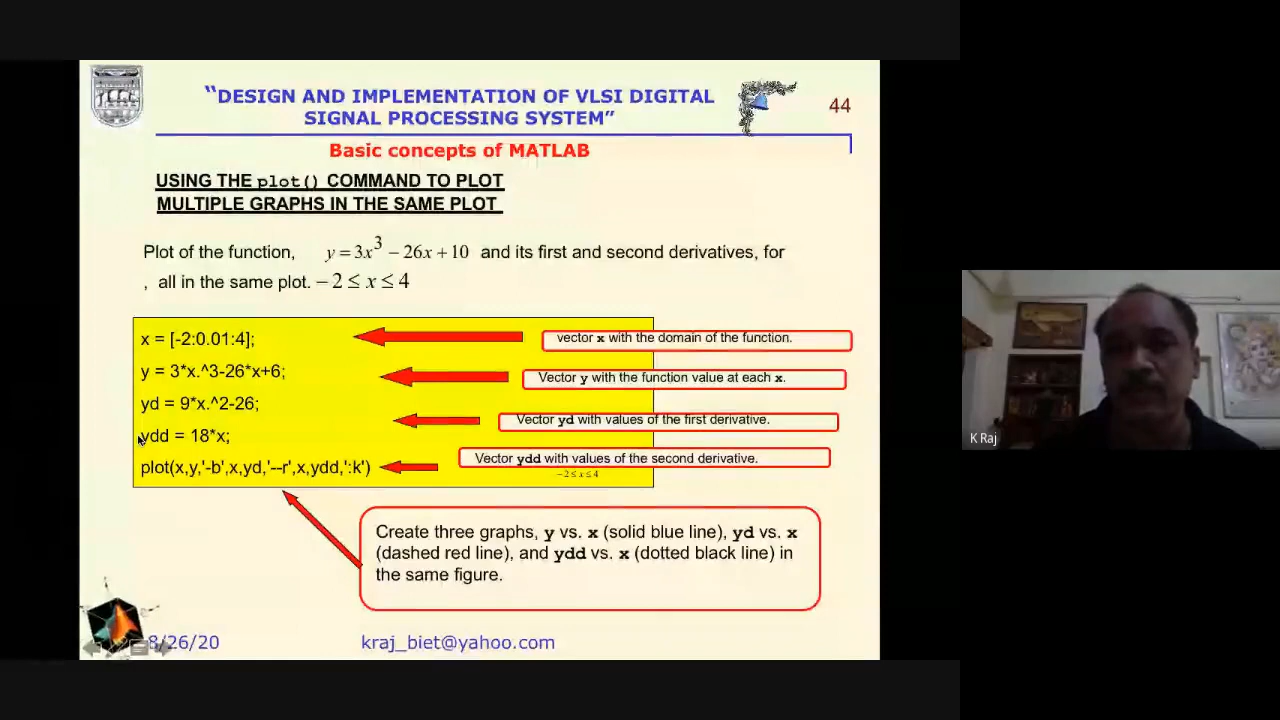 “DESIGN AND IMPLEMENTATION OF VLSI DIGITAL
SIGNAL PROCESSING SYSTEM”
44
Basic concepts of MATLAB
USING THE plot() COMMAND TO PLOT
MULTIPLE GRAPHS IN THE SAME PLOT
Plot of the function, y = 3x³ − 26x + 10 and its first and second derivatives, for
, all in the same plot. − 2 ≤ x ≤ 4
x = [-2:0.01:4];
vector x with the domain of the function.
y = 3*x.^3-26*x+6;
Vector y with the function value at each x.
yd = 9*x.^2-26;
Vector yd with values of the first derivative.
ydd = 18*x;
Vector ydd with values of the second derivative.
plot(x,y,'-b',x,yd,'--r',x,ydd,':k')
−2 ≤ x ≤ 4
Create three graphs, y vs. x (solid blue line), yd vs. x
(dashed red line), and ydd vs. x (dotted black line) in
the same figure.
8/26/20
kraj_biet@yahoo.com
K Raj